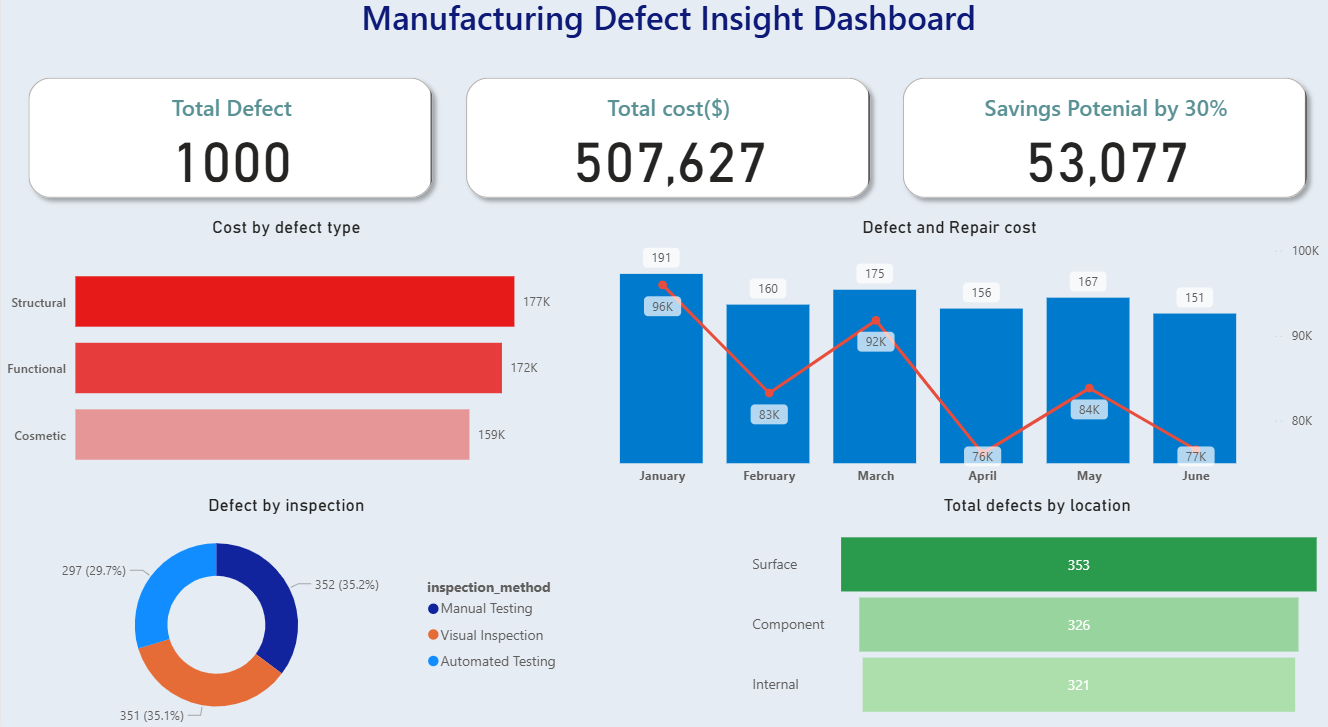 Manufacturing Defect Insight Dashboard
Total Defect
1000
Total cost($)
507,627
Savings Potenial by 30%
53,077
Cost by defect type
Structural
177K
Functional
172K
Cosmetic
159K
Defect and Repair cost
191
160
175
156
167
151
96K
83K
92K
76K
84K
77K
100K
90K
80K
January
February
March
April
May
June
Defect by inspection
297 (29.7%)
352 (35.2%)
351 (35.1%)
inspection_method
Manual Testing
Visual Inspection
Automated Testing
Total defects by location
Surface
353
Component
326
Internal
321